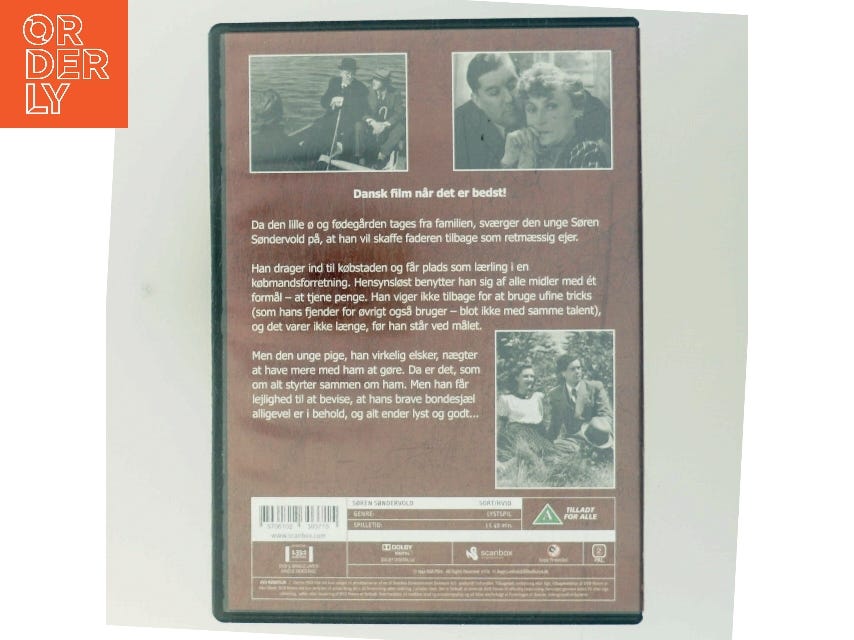 OR
DER
LY
Dansk film når det er bedst!
Da den lille ø og fødegården tages fra familien, sværger den unge Søren
Søndervold på, at han vil skaffe faderen tilbage som retmæssig ejer.
Han drager ind til købstaden og får plads som lærling i en
købmandsforretning. Hensynsløst benytter han sig af alle midler med ét
formål – at tjene penge. Han viger ikke tilbage for at bruge ufine tricks
(som hans fjender for øvrigt også bruger – blot ikke med samme talent),
og det varer ikke længe, før han står ved målet.
Men den unge pige, han virkelig elsker, nægter
at have mere med ham at gøre. Da er det, som
om alt styrter sammen om ham. Men han får
lejlighed til at bevise, at hans brave bondesjæl
alligevel er i behold, og alt ender lyst og godt...
SØREN SØNDERVOLD SORT/HVID
GENRE: LYSTSPIL
SPILLETID:
A TILLADT
FOR ALLE
www.scanbox.com
1.33:1
DOLBY
DIGITAL
scanbox
2
PAL